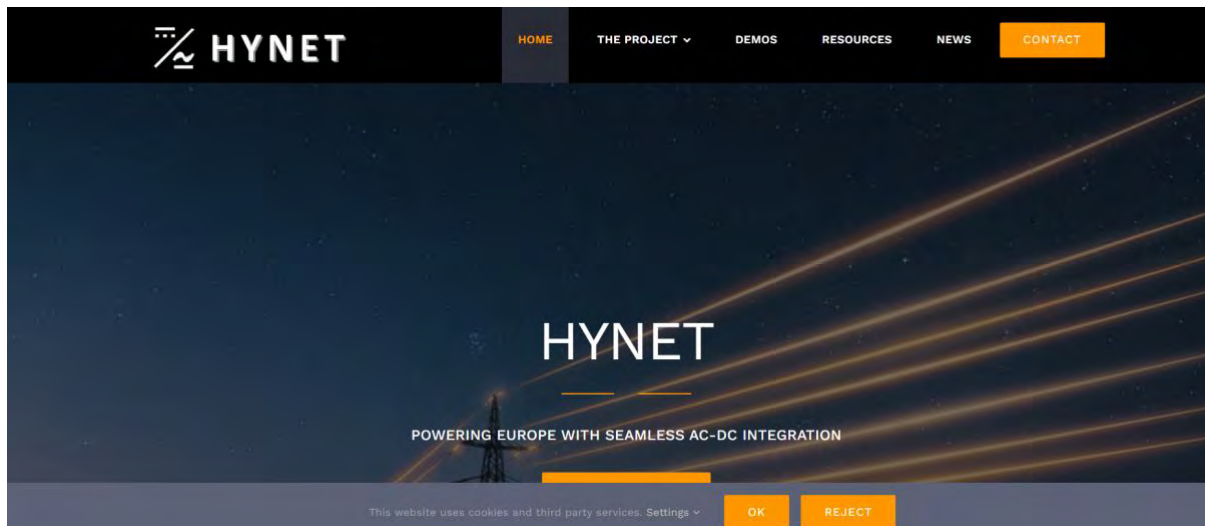 HYNET
HOME THE PROJECT DEMOS RESOURCES NEWS CONTACT
HYNET
POWERING EUROPE WITH SEAMLESS AC-DC INTEGRATION
This website uses cookies and third party services. Settings OK REJECT